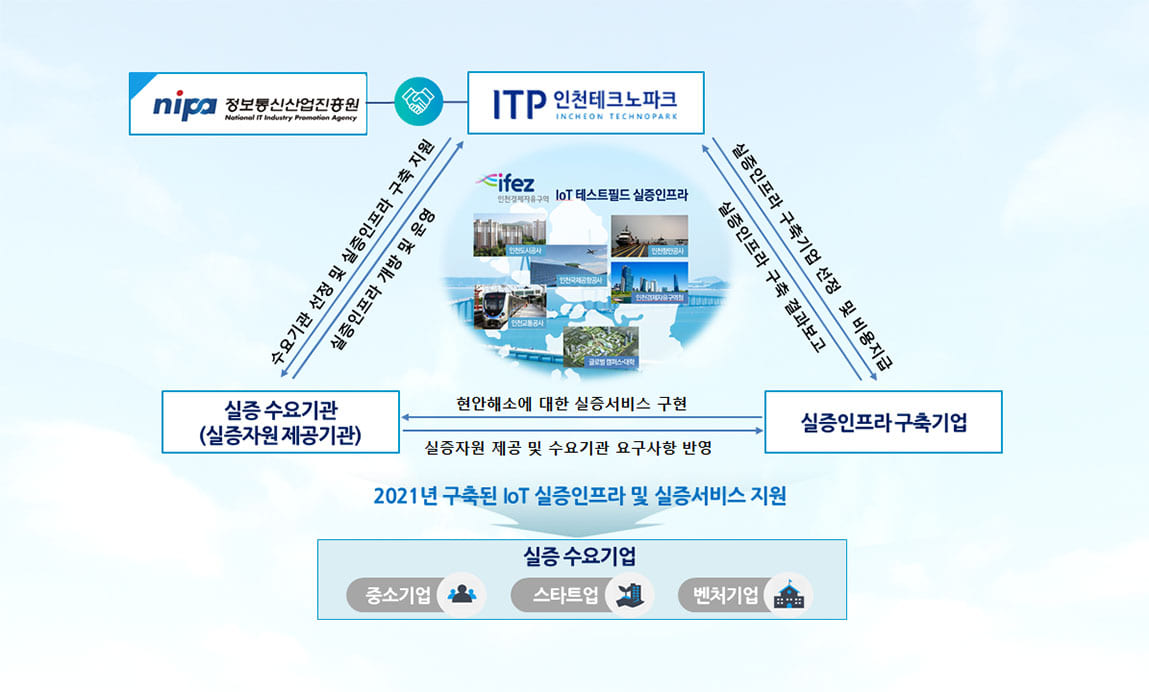 nipa 정보통신산업진흥원
National IT Industry Promotion Agency
ITP 인천테크노파크
INCHEON TECHNOPARK
수요기관 선정 및 실증인프라 구축 지원
실증인프라 개방 및 운영
ifez
인천경제자유구역
IoT 테스트필드 실증인프라
인천도시공사
인천항만공사
인천국제공항공사
인천경제자유구역청
인천교통공사
글로벌 캠퍼스·대학
실증인프라 구축기업 선정 및 비용지급
실증인프라 구축 결과보고
실증 수요기관
(실증자원 제공기관)
현안해소에 대한 실증서비스 구현
실증자원 제공 및 수요기관 요구사항 반영
실증인프라 구축기업
2021년 구축된 IoT 실증인프라 및 실증서비스 지원
실증 수요기업
중소기업
스타트업
벤처기업